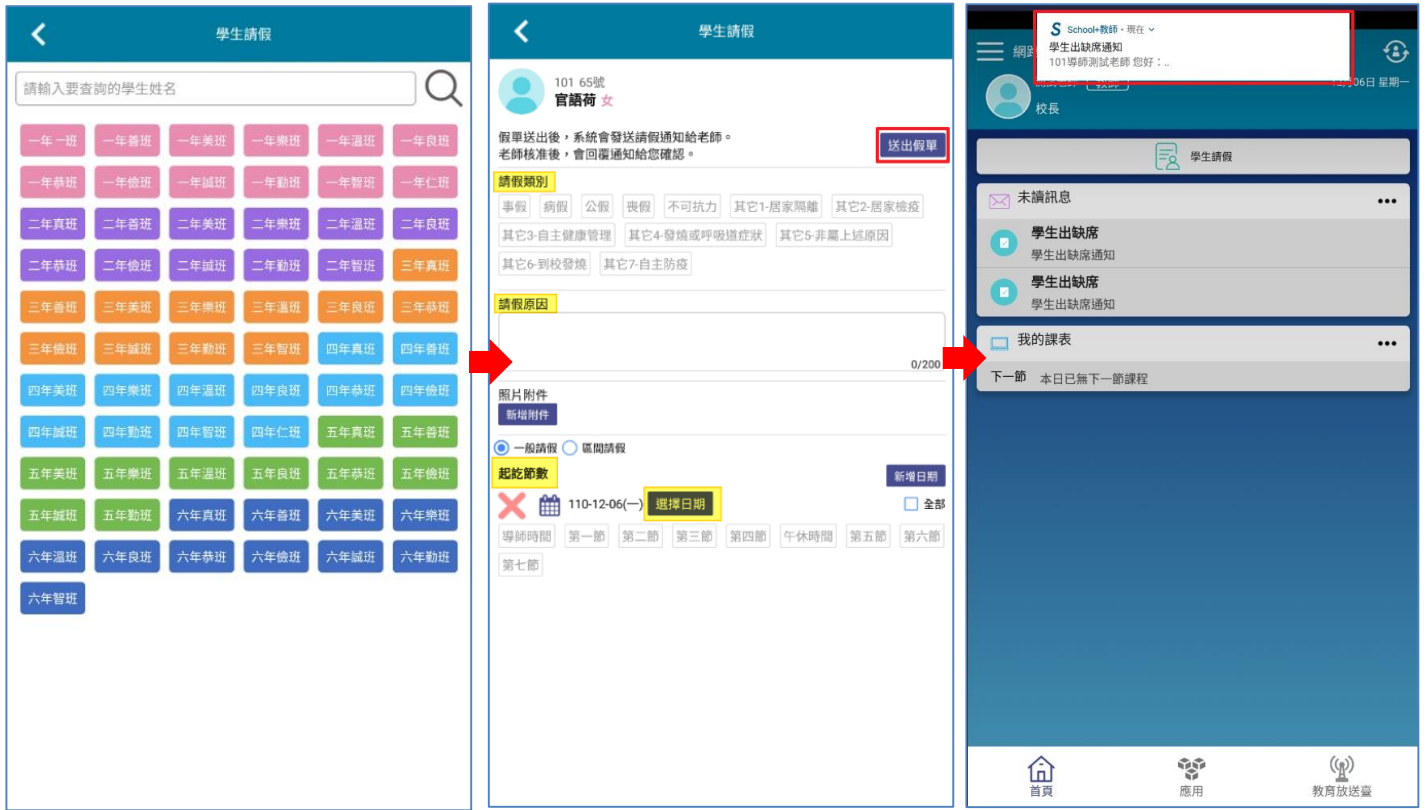 學生請假
請輸入要查詢的學生姓名
一年一班 一年善班 一年美班 一年樂班 一年溫班 一年良班
一年恭班 一年儉班 一年誠班 一年勤班 一年智班 一年仁班
二年真班 二年善班 二年美班 二年樂班 二年溫班 二年良班
二年恭班 二年儉班 二年誠班 二年勤班 二年智班 三年真班
三年善班 三年美班 三年樂班 三年溫班 三年良班 三年恭班
三年儉班 三年誠班 三年勤班 三年智班 四年真班 四年善班
四年美班 四年樂班 四年溫班 四年良班 四年恭班 四年儉班
四年誠班 四年勤班 四年智班 四年仁班 五年真班 五年善班
五年美班 五年樂班 五年溫班 五年良班 五年恭班 五年儉班
五年誠班 五年勤班 六年真班 六年善班 六年美班 六年樂班
六年溫班 六年良班 六年恭班 六年儉班 六年誠班 六年勤班
六年智班
學生請假
101 65號
官語荷 女
假單送出後，系統會發送請假通知給老師。
老師核准後，會回覆通知給您確認。
送出假單
請假類別
事假 病假 公假 喪假 不可抗力 其它1-居家隔離 其它2-居家檢疫
其它3-自主健康管理 其它4-發燒或呼吸道症狀 其它5-非屬上述原因
其它6-到校發燒 其它7-自主防疫
請假原因
0/200
照片附件
新增附件
一般請假 區間請假
起訖節數 新增日期
110-12-06(一) 選擇日期 全部
導師時間 第一節 第二節 第三節 第四節 午休時間 第五節 第六節
第七節
S School+教師・現在
學生出缺席通知
101導師測試老師 您好：..
網
06日 星期一
校長
學生請假
未讀訊息
學生出缺席
學生出缺席通知
學生出缺席
學生出缺席通知
我的課表
下一節 本日已無下一節課程
首頁 應用 教育放送臺